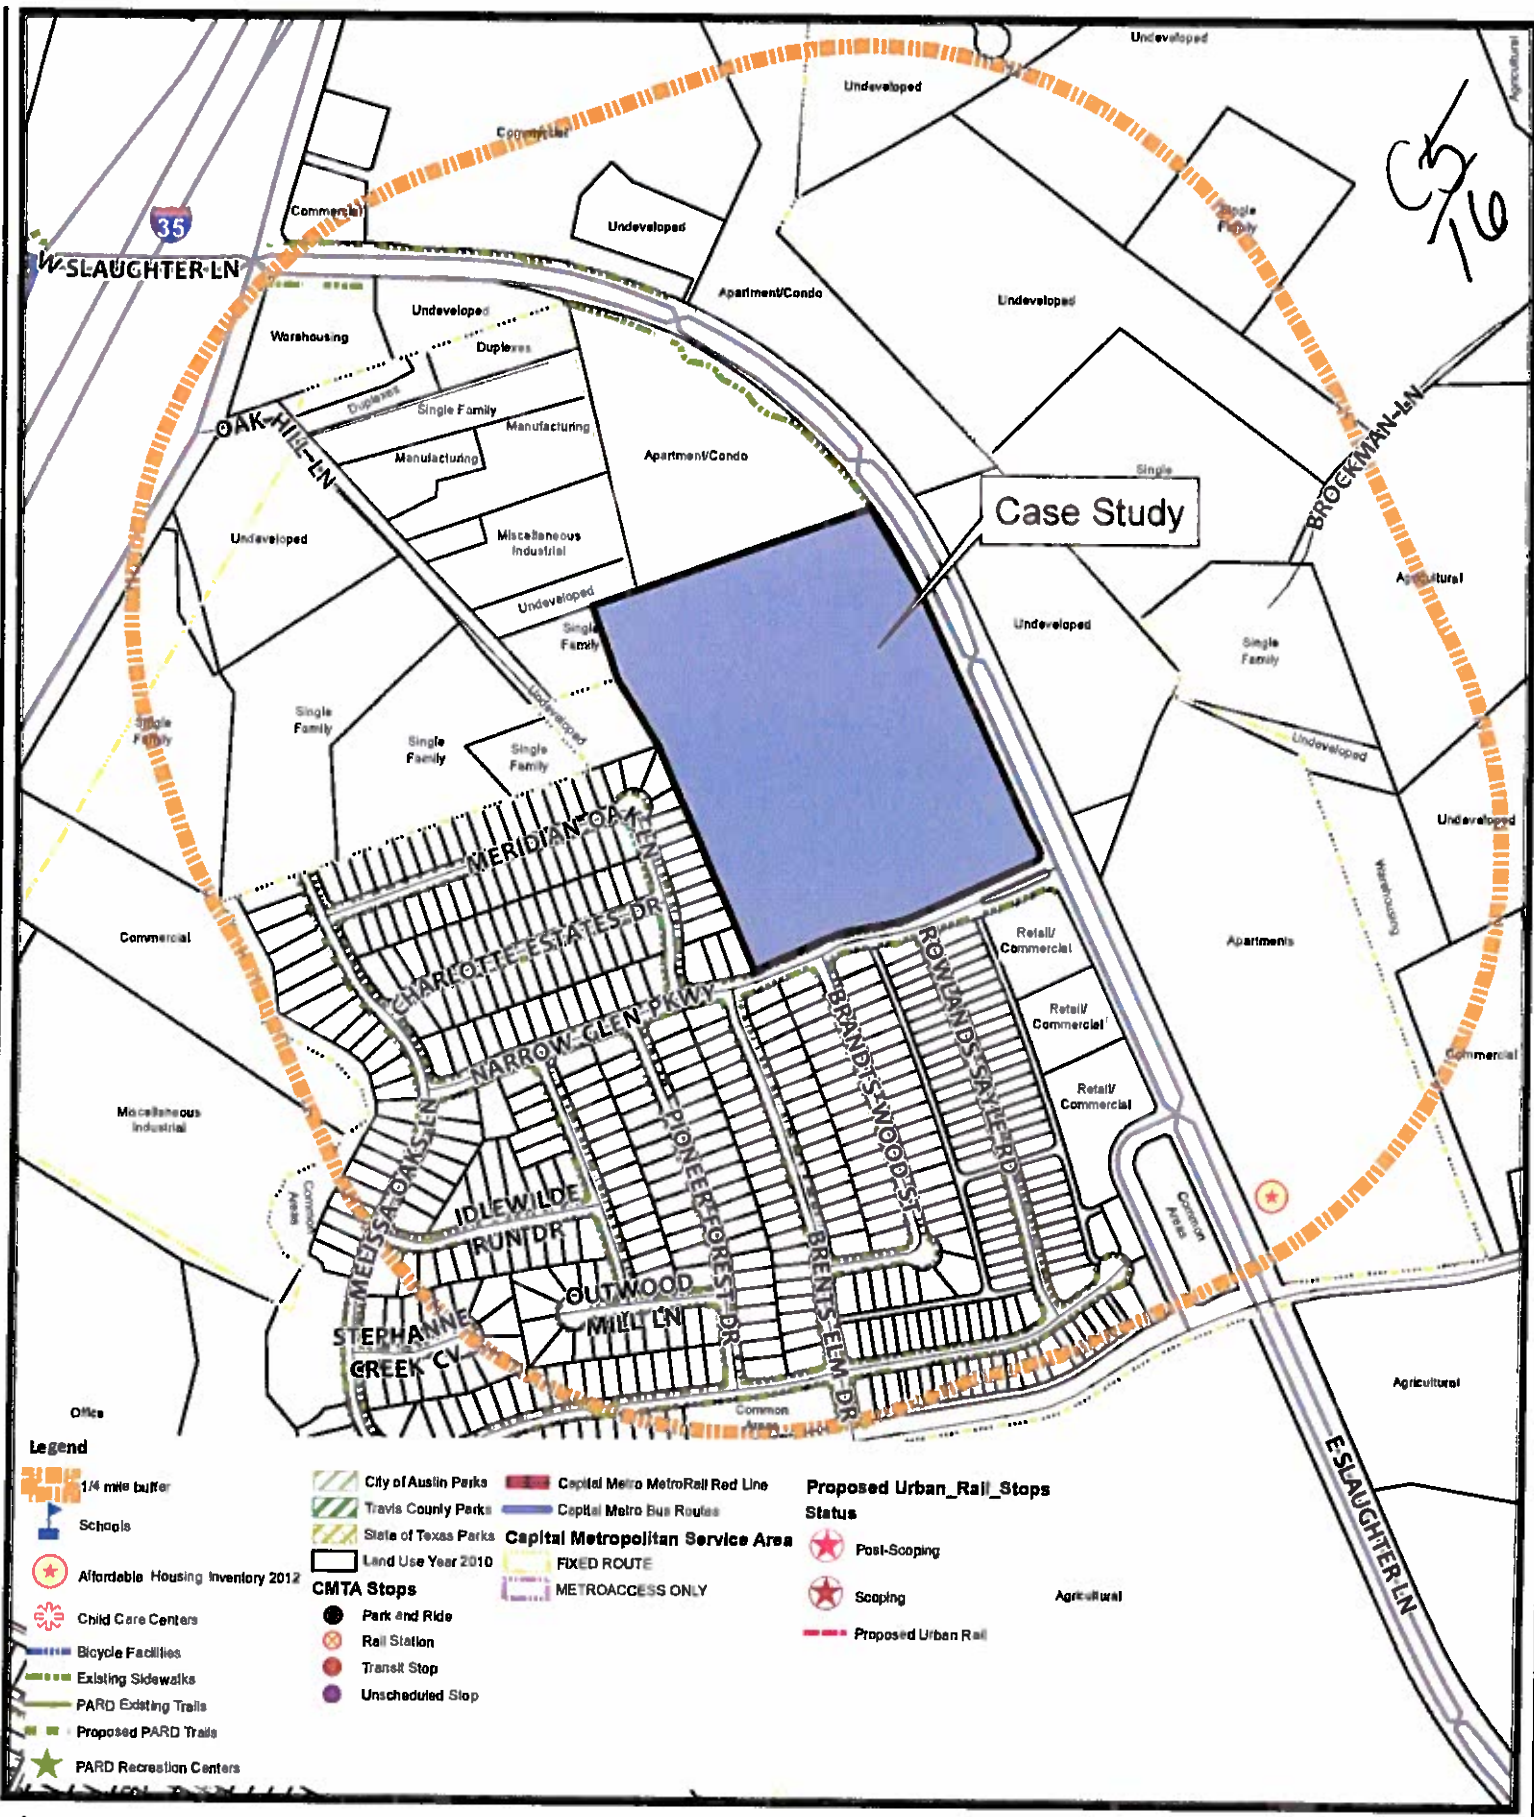 Undeveloped
Agricultural
Undeveloped
Commercial
C5/16
Commercial
Single
Family
Undeveloped
35
W SLAUGHTER LN
Apartment/Condo
Undeveloped
Undeveloped
Warehousing
Duplexes
Duplexes
Single Family
OAK HILL LN
Manufacturing
Manufacturing
Apartment/Condo
BROCKMAN LN
Single
Case Study
Undeveloped
Miscellaneous
Industrial
Agricultural
Undeveloped
Single
Family
Undeveloped
Single
Family
Undeveloped
Single
Family
Single
Family
Single
Family
Single
Family
Undeveloped
Undeveloped
MERIDIAN OAK LN
Warehousing
CHARLOTTE ESTATES DR
Commercial
Retail/
Commercial
Apartments
ROWLANDS SAYLE RD
NARROW GLEN PKWY
BRANDTS WOOD ST
Retail/
Commercial
Commercial
Retail/
Commercial
Miscellaneous
Industrial
MELISSA OAKS LN
PIONEER FOREST DR
Common
Areas
IDLEWILDE
RUN DR
Common
Areas
BRENTS ELM DR
OUTWOOD
MILL LN
STEPHANNE
CREEK CV
Agricultural
Office
Common
Areas
E SLAUGHTER LN
Legend
1/4 mile buffer
Schools
Affordable Housing Inventory 2012
Child Care Centers
Bicycle Facilities
Existing Sidewalks
PARD Existing Trails
Proposed PARD Trails
PARD Recreation Centers
City of Austin Parks
Travis County Parks
State of Texas Parks
Land Use Year 2010
CMTA Stops
Park and Ride
Rail Station
Transit Stop
Unscheduled Stop
Capital Metro MetroRail Red Line
Capital Metro Bus Routes
Capital Metropolitan Service Area
FIXED ROUTE
METROACCESS ONLY
Proposed Urban_Rail_Stops
Status
Post-Scoping
Scoping
Proposed Urban Rail
Agricultural